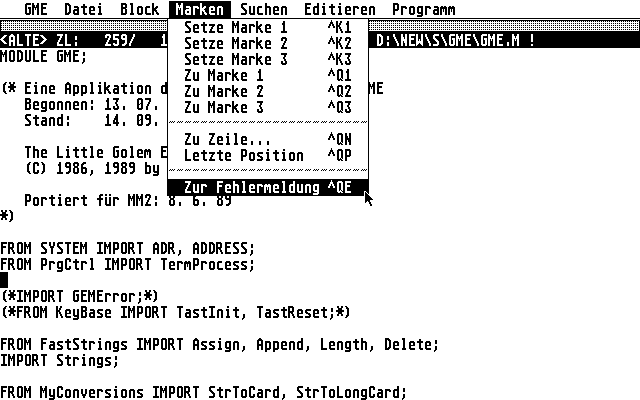 GME Datei Block Marken Suchen Editieren Programm
<ALTE> ZL: 259/ 1 D:\NEW\S\GME\GME.M !
Setze Marke 1 ^K1
Setze Marke 2 ^K2
Setze Marke 3 ^K3
Zu Marke 1 ^Q1
Zu Marke 2 ^Q2
Zu Marke 3 ^Q3
Zu Zeile... ^QN
Letzte Position ^QP
Zur Fehlermeldung ^QE
MODULE GME;
(* Eine Applikation d ME
Begonnen: 13. 07.
Stand: 14. 09.
The Little Golem E
(C) 1986, 1989 by
Portiert für MM2: 8. 6. 89
*)
FROM SYSTEM IMPORT ADR, ADDRESS;
FROM PrgCtrl IMPORT TermProcess;
(*IMPORT GEMError;*)
(*FROM KeyBase IMPORT TastInit, TastReset;*)
FROM FastStrings IMPORT Assign, Append, Length, Delete;
IMPORT Strings;
FROM MyConversions IMPORT StrToCard, StrToLongCard;